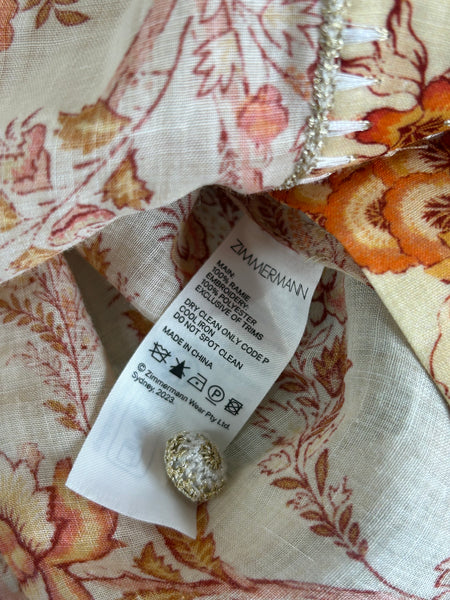 ZIMMERMANN
MAIN:
100% RAMIE
EMBROIDERY:
100% POLYESTER
EXCLUSIVE OF TRIMS
DRY CLEAN ONLY CODE P
COOL IRON
DO NOT SPOT CLEAN
MADE IN CHINA
P
© Zimmermann Wear Pty Ltd.
Sydney, 2023.